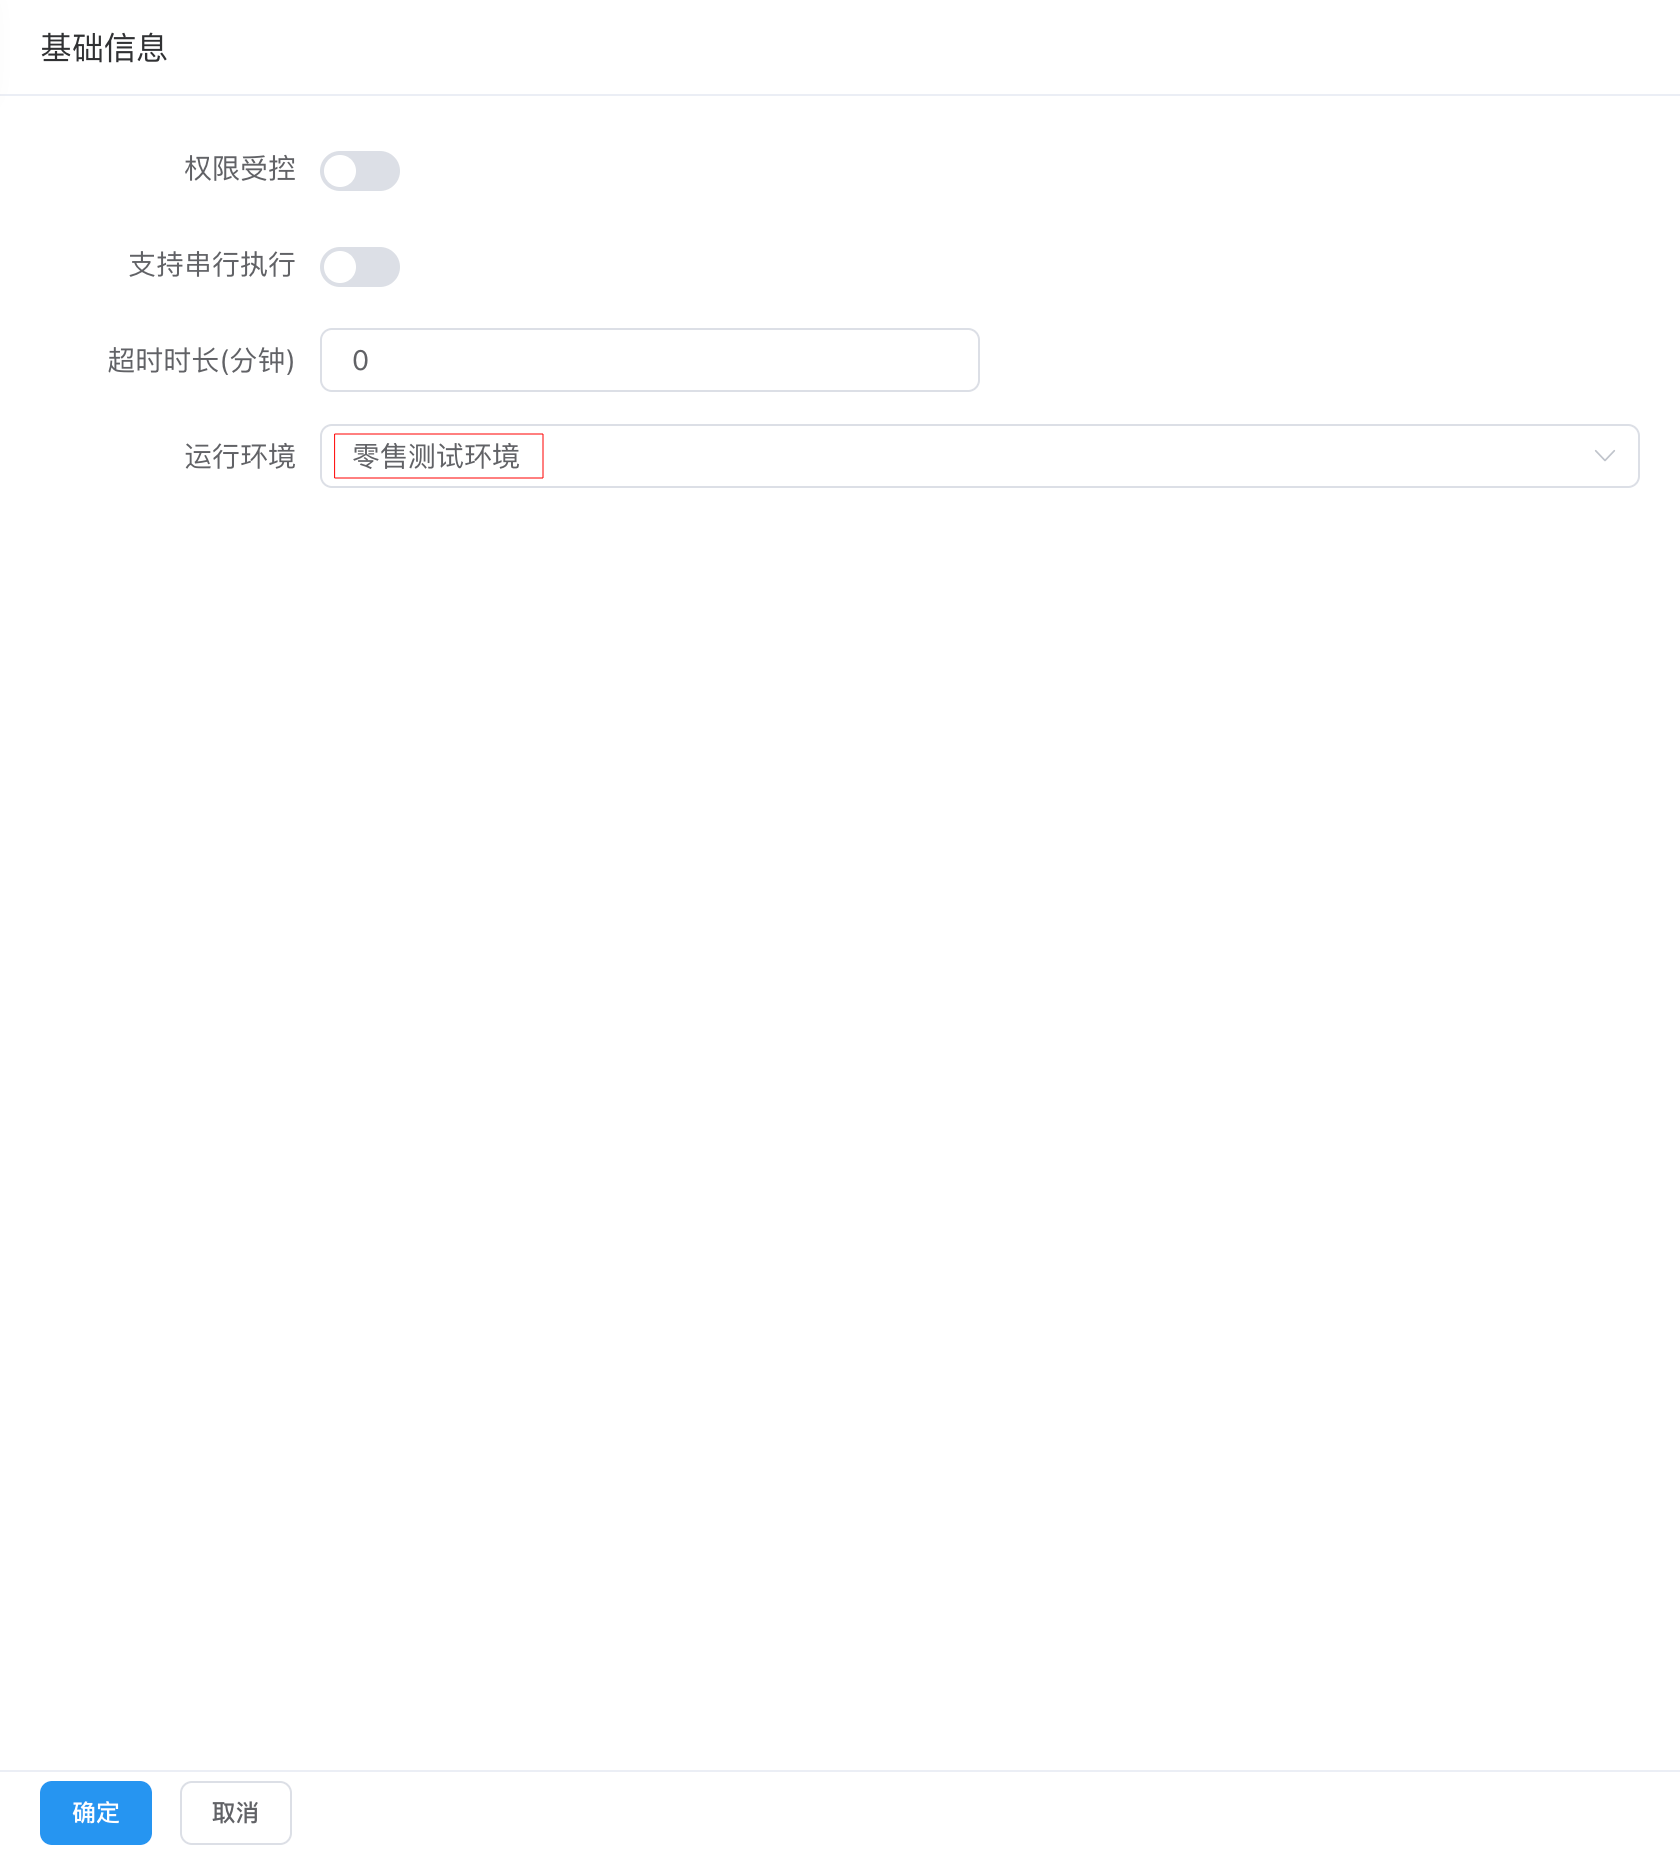 基础信息
权限受控
支持串行执行
超时时长(分钟) 0
运行环境 零售测试环境
确定 取消